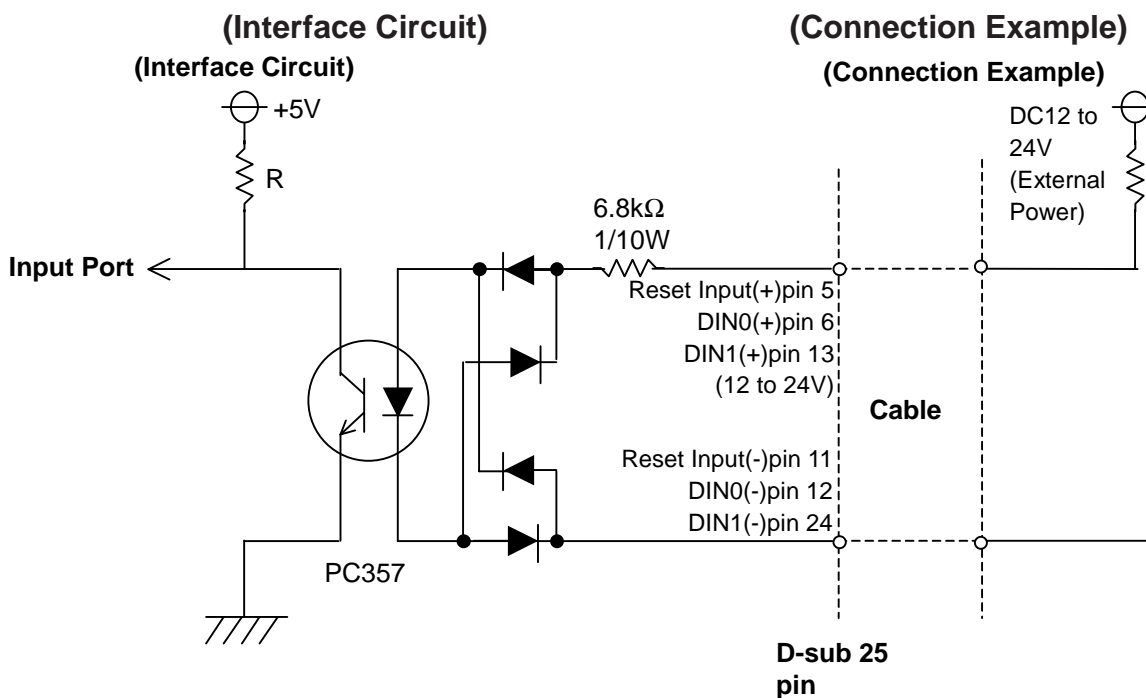 (Interface Circuit)
(Connection Example)
(Interface Circuit)
(Connection Example)
+5V
DC12 to
24V
(External
Power)
R
6.8kΩ
1/10W
Input Port
Reset Input(+)pin 5
DIN0(+)pin 6
DIN1(+)pin 13
(12 to 24V)
Cable
Reset Input(-)pin 11
DIN0(-)pin 12
DIN1(-)pin 24
PC357
D-sub 25
pin